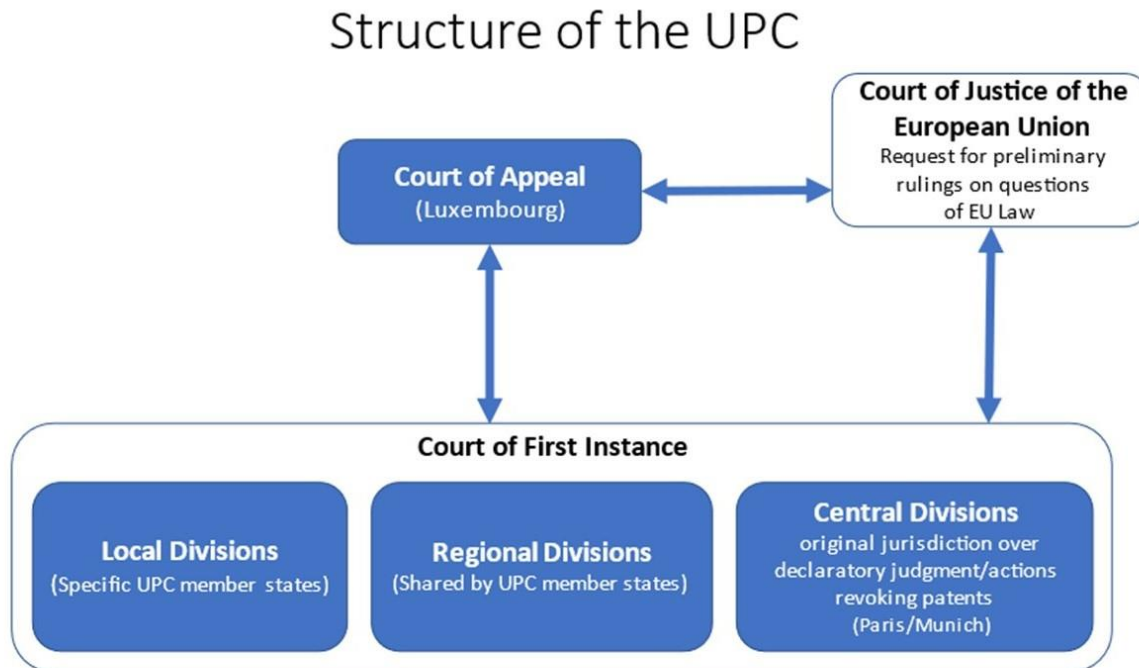 Structure of the UPC
Court of Justice of the
European Union
Request for preliminary
rulings on questions
of EU Law
Court of Appeal
(Luxembourg)
Court of First Instance
Local Divisions
(Specific UPC member states)
Regional Divisions
(Shared by UPC member states)
Central Divisions
original jurisdiction over
declaratory judgment/actions
revoking patents
(Paris/Munich)